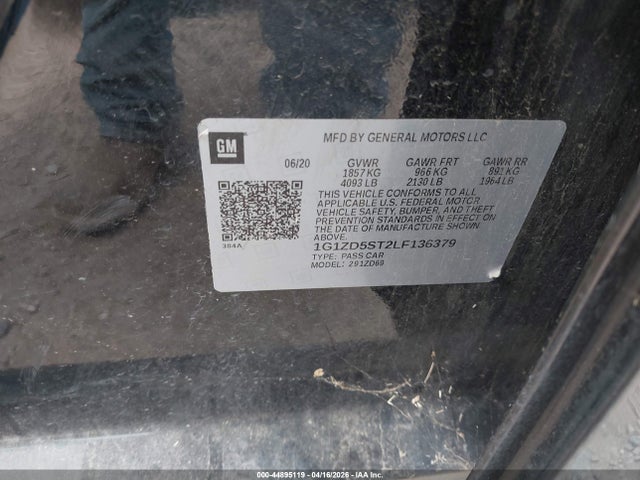 GM
MFD BY GENERAL MOTORS LLC
06/20 GVWR GAWR FRT GAWR RR
1857 KG 966 KG 891 KG
4093 LB 2130 LB 1964 LB
THIS VEHICLE CONFORMS TO ALL
APPLICABLE U.S. FEDERAL MOTOR
VEHICLE SAFETY, BUMPER, AND THEFT
PREVENTION STANDARDS IN EFFECT ON
THE DATE OF MANUFACTURE SHOWN
384A ABOVE.
1G1ZD5ST2LF136379
TYPE: PASS CAR
MODEL: 291ZD69
000-44895119 | 04/16/2026 - IAA Inc.